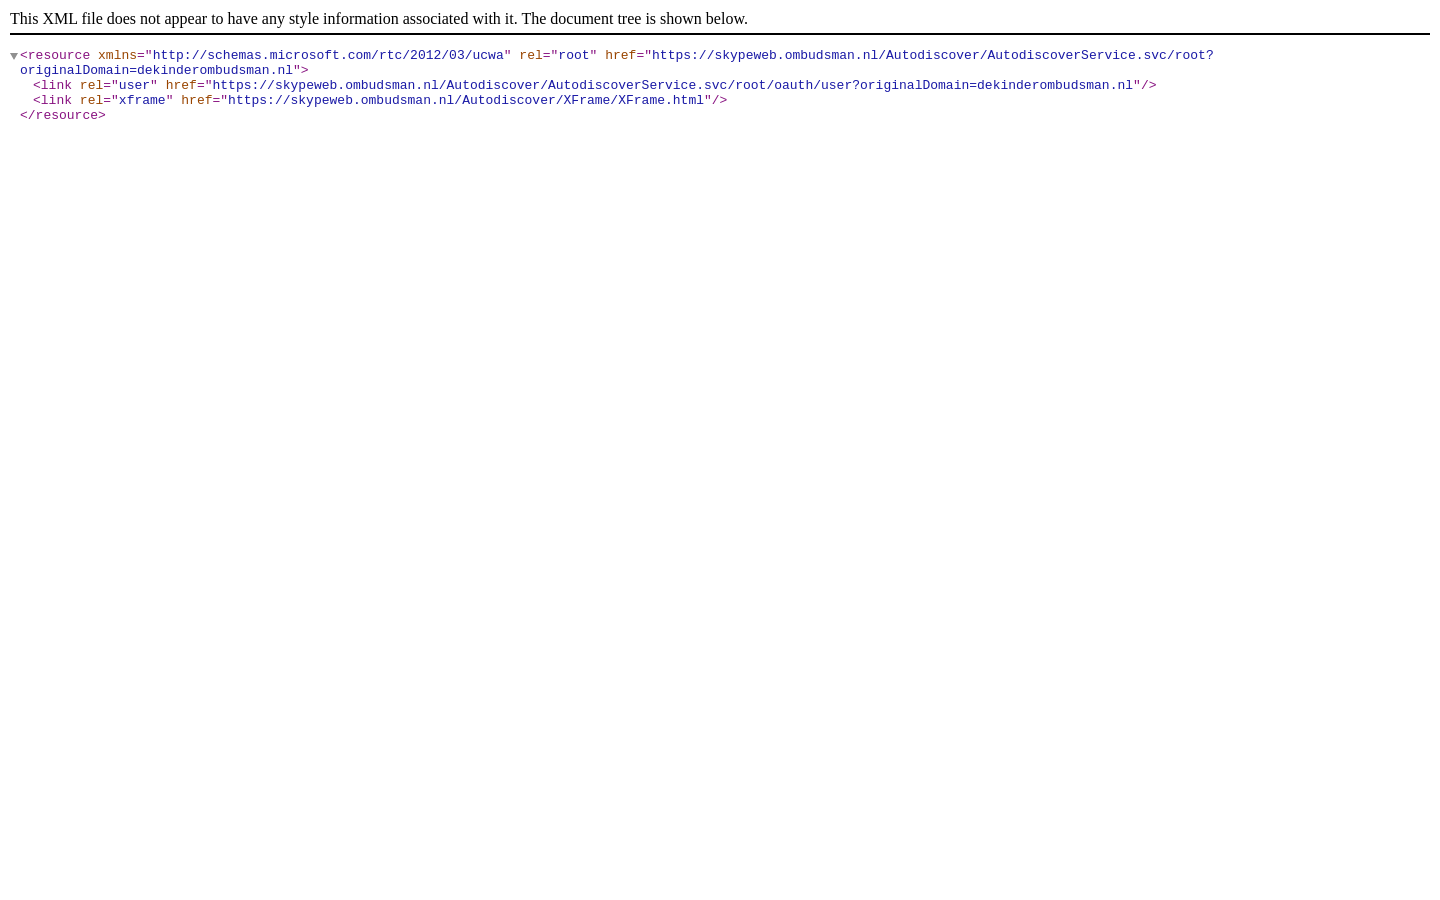 This XML file does not appear to have any style information associated with it. The document tree is shown below.
<resource xmlns="http://schemas.microsoft.com/rtc/2012/03/ucwa" rel="root" href="https://skypeweb.ombudsman.nl/Autodiscover/AutodiscoverService.svc/root?
originalDomain=dekinderombudsman.nl">
<link rel="user" href="https://skypeweb.ombudsman.nl/Autodiscover/AutodiscoverService.svc/root/oauth/user?originalDomain=dekinderombudsman.nl"/>
<link rel="xframe" href="https://skypeweb.ombudsman.nl/Autodiscover/XFrame/XFrame.html"/>
</resource>